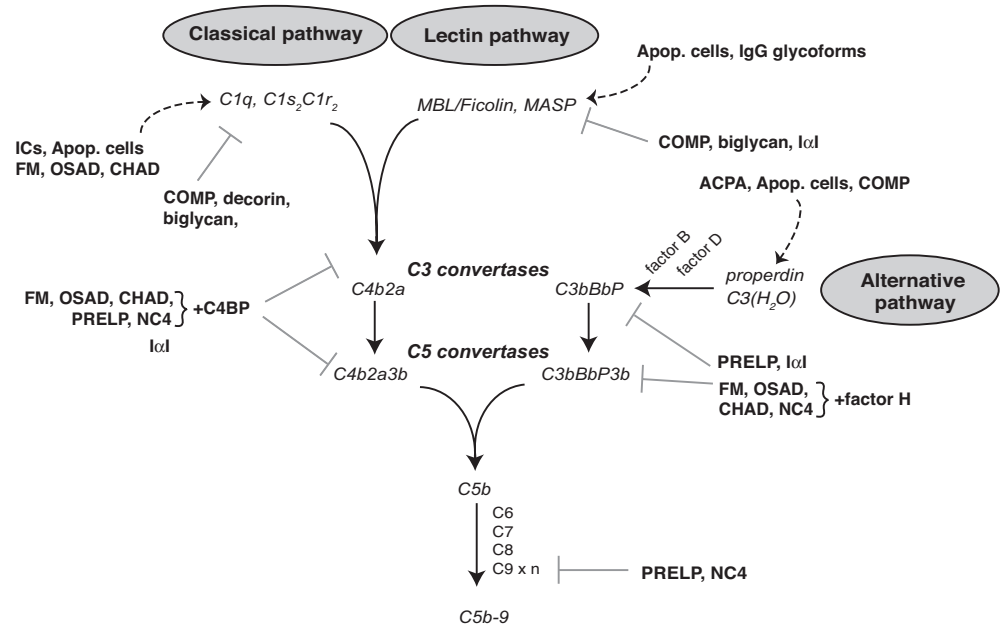 Classical pathway
Lectin pathway
Apop. cells, IgG glycoforms
C1q, C1s₂C1r₂
MBL/Ficolin, MASP
ICs, Apop. cells
FM, OSAD, CHAD
COMP, biglycan, IαI
COMP, decorin,
biglycan,
ACPA, Apop. cells, COMP
factor B
factor D
C3 convertases
properdin
C3(H₂O)
Alternative
pathway
C4b2a
C3bBbP
FM, OSAD, CHAD,
PRELP, NC4
} +C4BP
IαI
C5 convertases
C4b2a3b
C3bBbP3b
PRELP, IαI
FM, OSAD,
CHAD, NC4
} +factor H
C5b
C6
C7
C8
C9 x n
PRELP, NC4
C5b-9